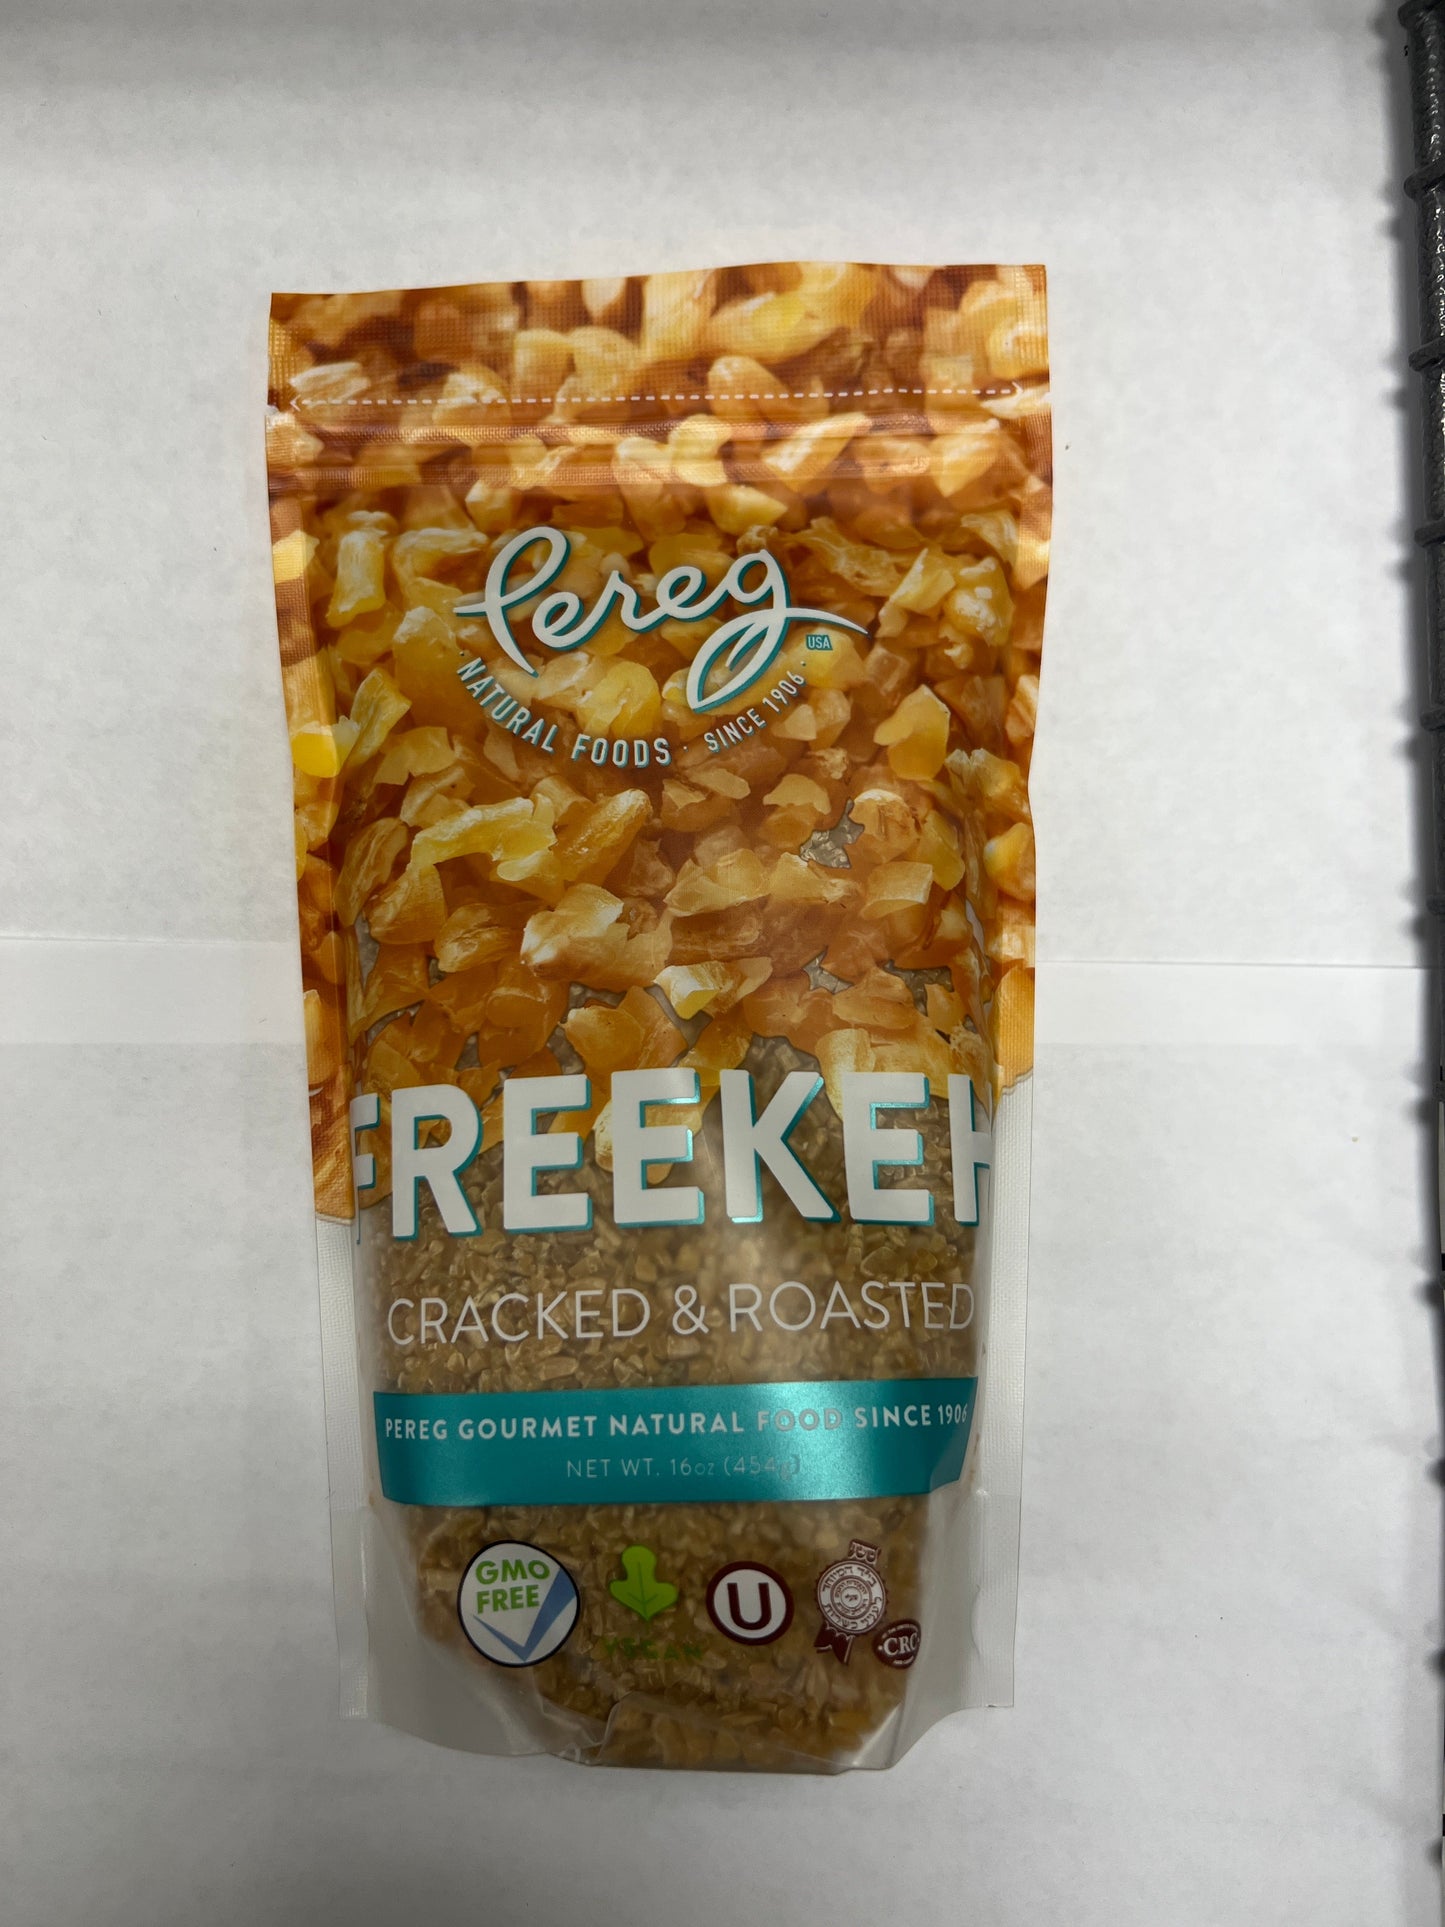 Pereg
USA
· NATURAL FOODS · SINCE 1906 ·
FREEKEH
CRACKED & ROASTED
PEREG GOURMET NATURAL FOOD SINCE 1906
NET WT. 16oz (454g)
GMO
FREE
VEGAN
U
CRC